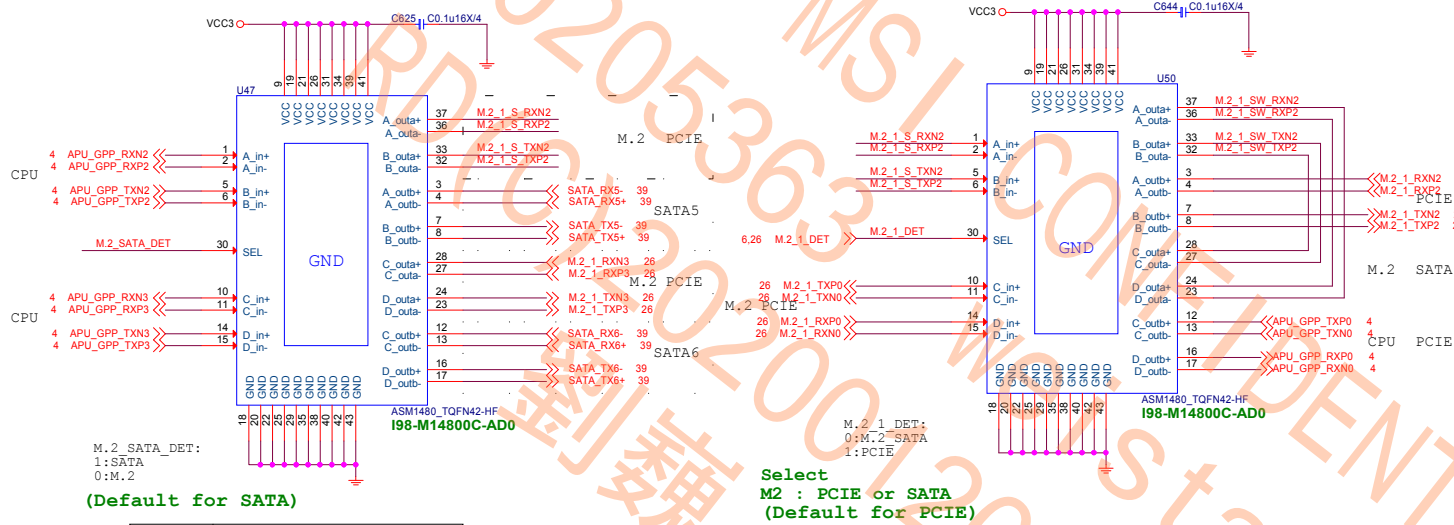 VCC3
C625 C0.1u16X/4
9 19 21 26 31 34 39 41
U47
VCC VCC VCC VCC VCC VCC VCC VCC
CPU
4 APU_GPP_RXN2 1 A_in+
4 APU_GPP_RXP2 2 A_in-
4 APU_GPP_TXN2 5 B_in+
4 APU_GPP_TXP2 6 B_in-
M.2_SATA_DET 30 SEL
GND
CPU
4 APU_GPP_RXN3 10 C_in+
4 APU_GPP_RXP3 11 C_in-
4 APU_GPP_TXN3 14 D_in+
4 APU_GPP_TXP3 15 D_in-
A_outa+ 37 M.2_1_S_RXN2
A_outa- 36 M.2_1_S_RXP2
M.2 PCIE
B_outa+ 33 M.2_1_S_TXN2
B_outa- 32 M.2_1_S_TXP2
A_outb+ 3 SATA_RX5- 39
A_outb- 4 SATA_RX5+ 39
SATA5
B_outb+ 7 SATA_TX5- 39
B_outb- 8 SATA_TX5+ 39
C_outa+ 28 M.2_1_RXN3 26
C_outa- 27 M.2_1_RXP3 26
M.2 PCIE
D_outa+ 24 M.2_1_TXN3 26
D_outa- 23 M.2_1_TXP3 26
C_outb+ 12 SATA_RX6- 39
C_outb- 13 SATA_RX6+ 39
SATA6
D_outb+ 16 SATA_TX6- 39
D_outb- 17 SATA_TX6+ 39
GND GND GND GND GND GND GND GND GND
18 20 22 25 29 35 38 40 42 43
ASM1480_TQFN42-HF
I98-M14800C-AD0
M.2_SATA_DET:
1:SATA
0:M.2
(Default for SATA)
VCC3
C644 C0.1u16X/4
9 19 21 26 31 34 39 41
U50
VCC VCC VCC VCC VCC VCC VCC VCC
M.2_1_S_RXN2 1 A_in+
M.2_1_S_RXP2 2 A_in-
M.2_1_S_TXN2 5 B_in+
M.2_1_S_TXP2 6 B_in-
6,26 M.2_1_DET M.2_1_DET 30 SEL
GND
26 M.2_1_TXP0 10 C_in+
26 M.2_1_TXN0 11 C_in-
M.2 PCIE
26 M.2_1_RXP0 14 D_in+
26 M.2_1_RXN0 15 D_in-
A_outa+ 37 M.2_1_SW_RXN2
A_outa- 36 M.2_1_SW_RXP2
B_outa+ 33 M.2_1_SW_TXN2
B_outa- 32 M.2_1_SW_TXP2
A_outb+ 3 M.2_1_RXN2
A_outb- 4 M.2_1_RXP2
PCIE
B_outb+ 7 M.2_1_TXN2
B_outb- 8 M.2_1_TXP2
C_outa+ 28
C_outa- 27
M.2 SATA
D_outa+ 24
D_outa- 23
C_outb+ 12 APU_GPP_TXP0 4
C_outb- 13 APU_GPP_TXN0 4
CPU PCIE
D_outb+ 16 APU_GPP_RXP0 4
D_outb- 17 APU_GPP_RXN0 4
GND GND GND GND GND GND GND GND GND
18 20 22 25 29 35 38 40 42 43
ASM1480_TQFN42-HF
I98-M14800C-AD0
M.2_1_DET:
0:M.2_SATA
1:PCIE
Select
M2 : PCIE or SATA
(Default for PCIE)
MSI CONFIDENT
劉巍